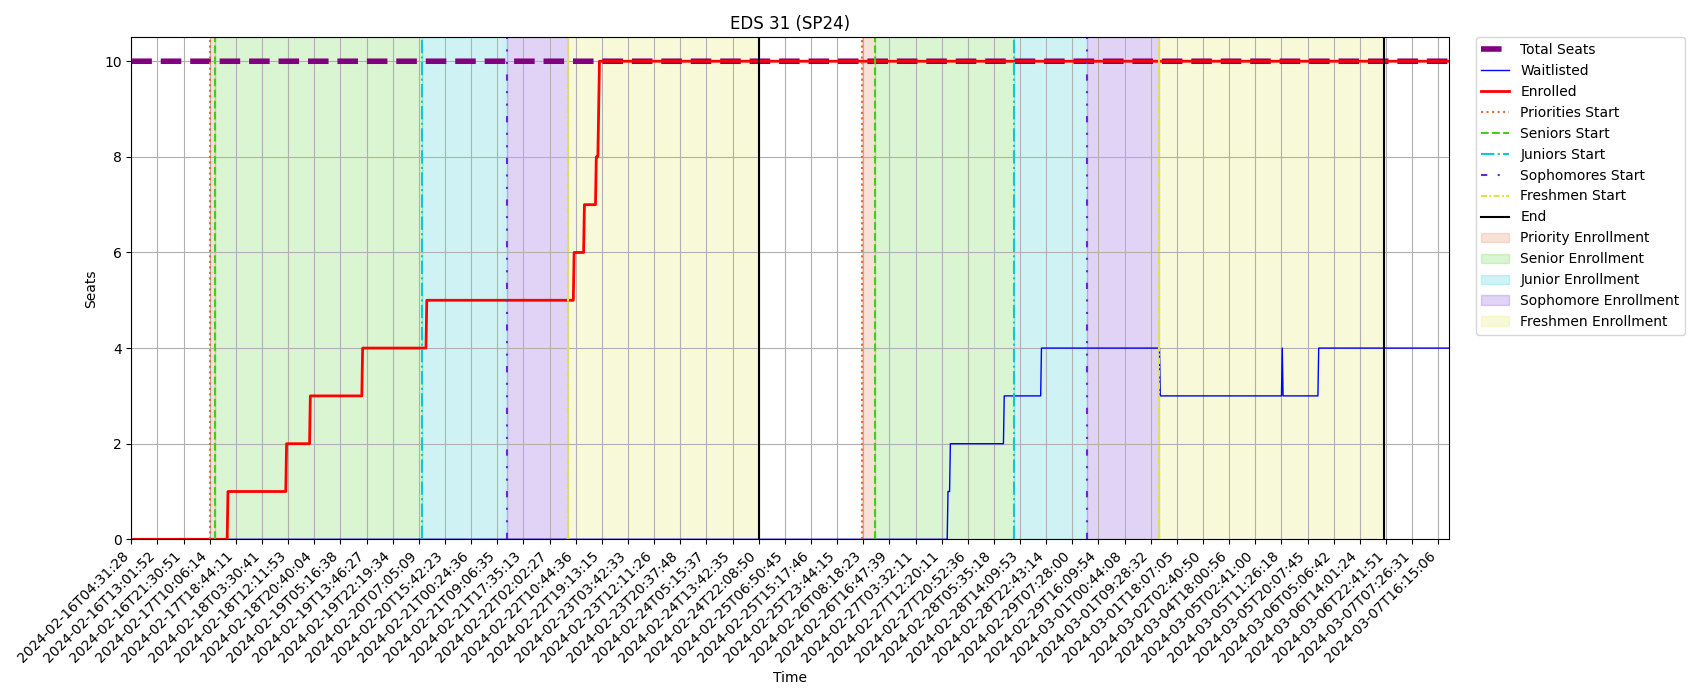 EDS 31 (SP24)
Seats
10
8
6
4
2
0
2024-02-16T04:31:28
2024-02-16T13:01:52
2024-02-16T21:30:51
2024-02-17T10:06:14
2024-02-17T18:44:11
2024-02-18T03:30:41
2024-02-18T12:11:53
2024-02-18T20:40:04
2024-02-19T05:16:38
2024-02-19T13:46:27
2024-02-19T22:19:34
2024-02-20T07:05:09
2024-02-20T15:42:23
2024-02-21T00:24:36
2024-02-21T09:06:35
2024-02-21T17:35:13
2024-02-22T02:02:27
2024-02-22T10:44:36
2024-02-22T19:13:15
2024-02-23T03:42:33
2024-02-23T12:11:26
2024-02-23T20:37:48
2024-02-24T05:15:37
2024-02-24T13:42:35
2024-02-24T22:08:50
2024-02-25T06:50:45
2024-02-25T15:17:46
2024-02-25T23:44:15
2024-02-26T08:18:23
2024-02-26T16:47:39
2024-02-27T03:32:11
2024-02-27T12:20:11
2024-02-27T20:52:36
2024-02-28T05:35:18
2024-02-28T14:09:53
2024-02-28T22:43:14
2024-02-29T07:28:00
2024-02-29T16:09:54
2024-03-01T00:44:08
2024-03-01T09:28:32
2024-03-01T18:07:05
2024-03-02T02:40:50
2024-03-04T18:00:56
2024-03-05T02:41:00
2024-03-05T11:26:18
2024-03-05T20:07:45
2024-03-06T05:06:42
2024-03-06T14:01:24
2024-03-06T22:41:51
2024-03-07T07:26:31
2024-03-07T16:15:06
Time
Total Seats
Waitlisted
Enrolled
Priorities Start
Seniors Start
Juniors Start
Sophomores Start
Freshmen Start
End
Priority Enrollment
Senior Enrollment
Junior Enrollment
Sophomore Enrollment
Freshmen Enrollment